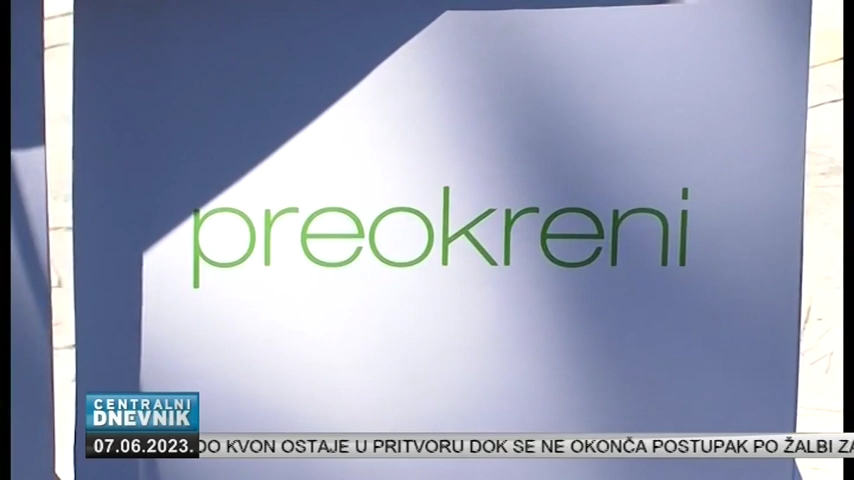 preokreni
CENTRALNI
DNEVNIK
07.06.2023.
DO KVON OSTAJE U PRITVORU DOK SE NE OKONČA POSTUPAK PO ŽALBI ZA